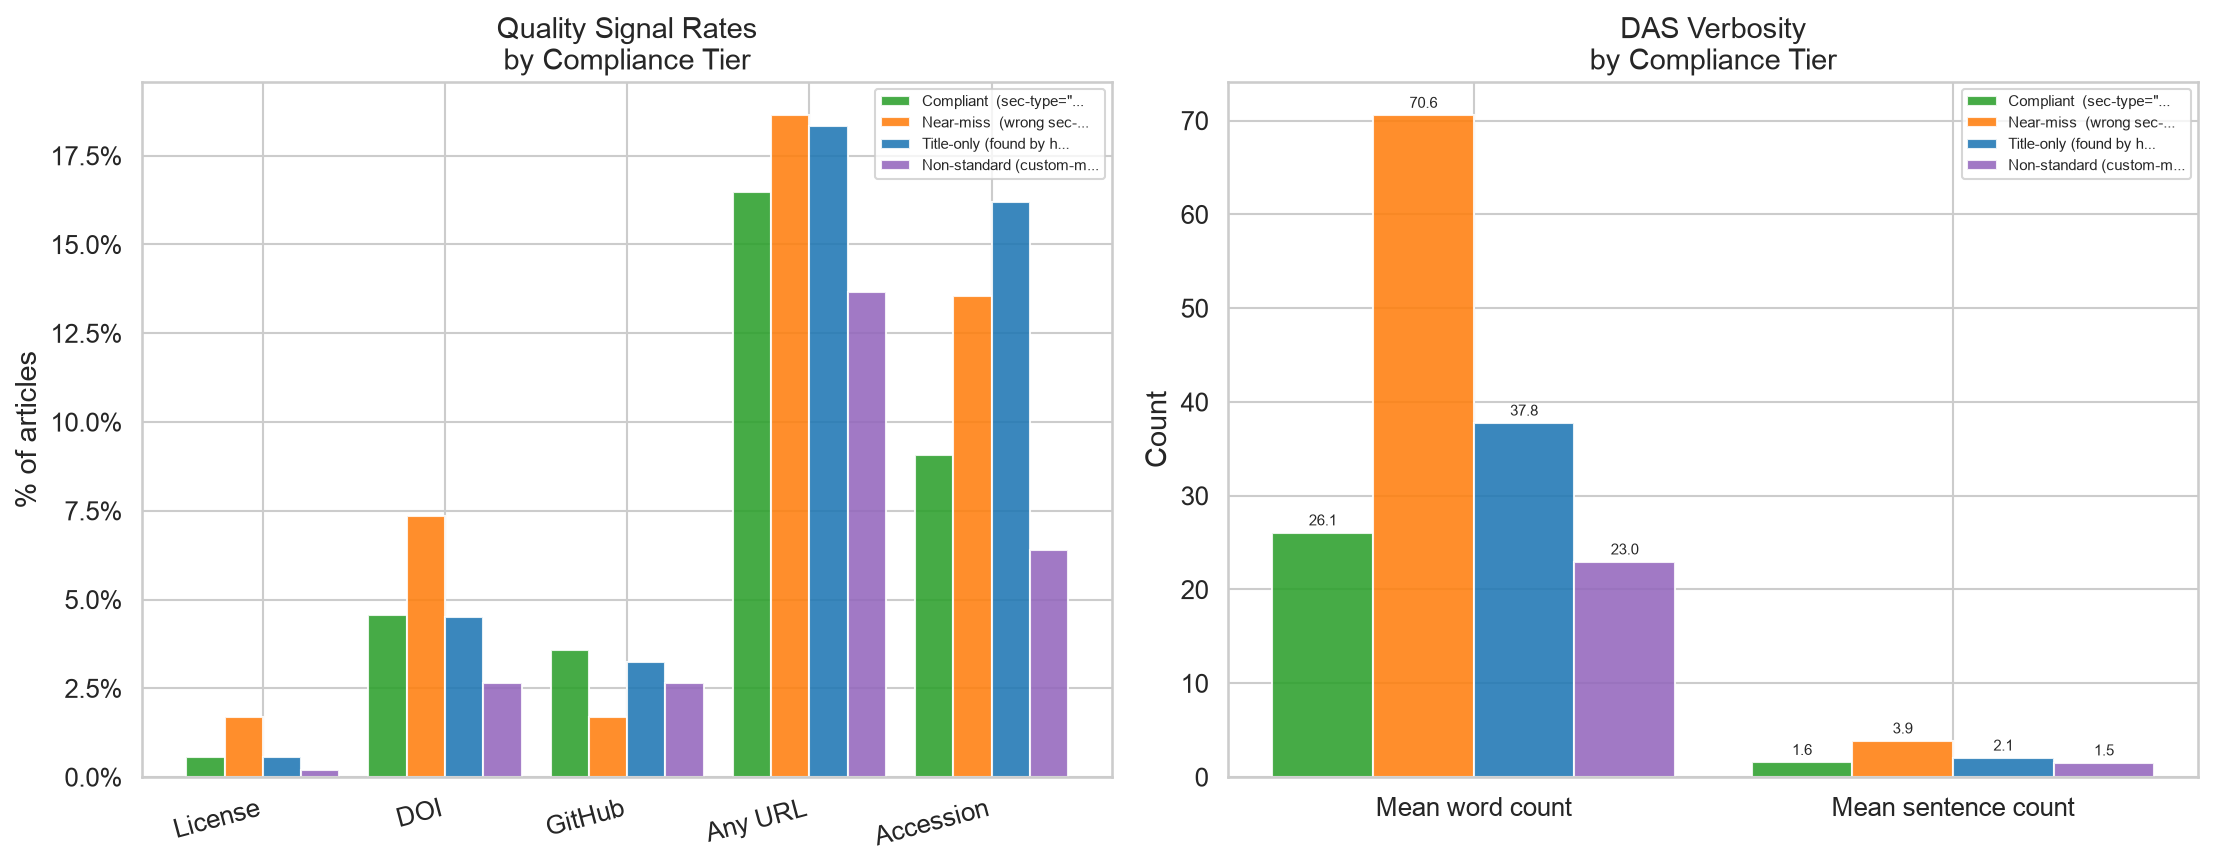 Quality Signal Rates
by Compliance Tier
% of articles
17.5%
15.0%
12.5%
10.0%
7.5%
5.0%
2.5%
0.0%
License
DOI
GitHub
Any URL
Accession
Compliant (sec-type="...
Near-miss (wrong sec-...
Title-only (found by h...
Non-standard (custom-m...
DAS Verbosity
by Compliance Tier
Count
70
60
50
40
30
20
10
0
26.1
70.6
37.8
23.0
1.6
3.9
2.1
1.5
Mean word count
Mean sentence count
Compliant (sec-type="...
Near-miss (wrong sec-...
Title-only (found by h...
Non-standard (custom-m...